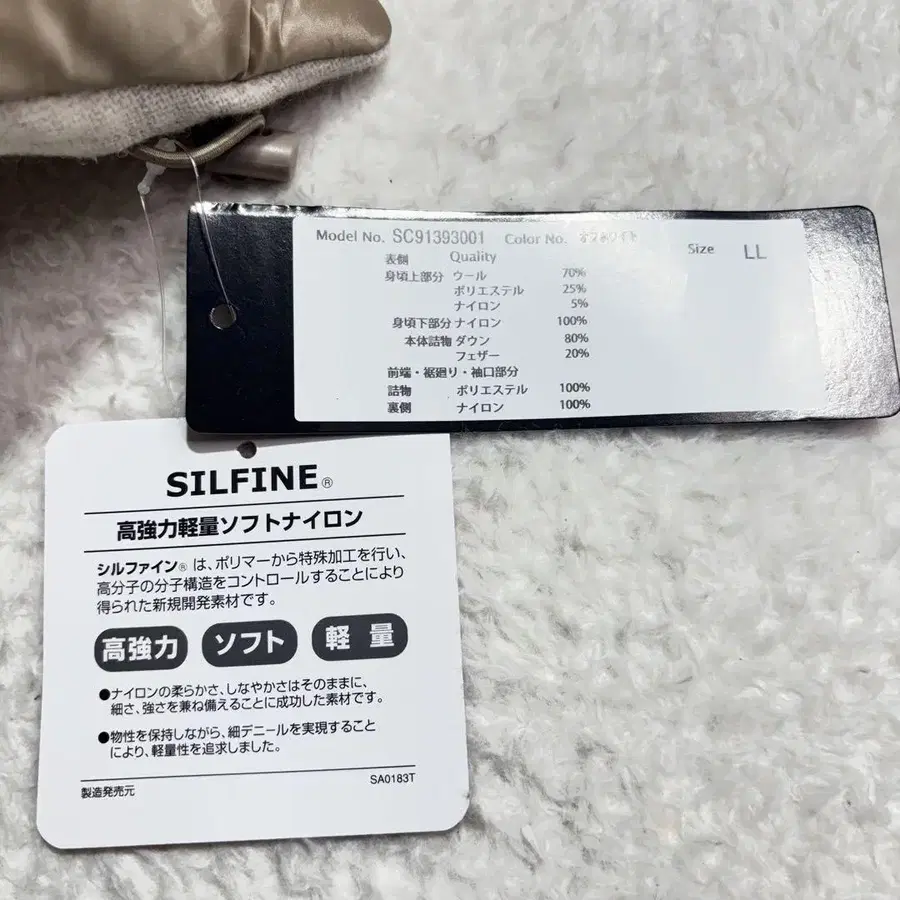 Model No. SC91393001 Color No. オフホワイト Size LL
表側 Quality
身頃上部分 ウール 70%
ポリエステル 25%
ナイロン 5%
身頃下部分 ナイロン 100%
本体詰物 ダウン 80%
フェザー 20%
前端・裾廻り・袖口部分
詰物 ポリエステル 100%
裏側 ナイロン 100%
SILFINE®
高強力軽量ソフトナイロン
シルファイン® は、ポリマーから特殊加工を行い、
高分子の分子構造をコントロールすることにより
得られた新規開発素材です。
高強力 ソフト 軽量
●ナイロンの柔らかさ、しなやかさはそのままに、
細さ、強さを兼ね備えることに成功した素材です。
●物性を保持しながら、細デニールを実現すること
により、軽量性を追求しました。
SA0183T
製造発売元